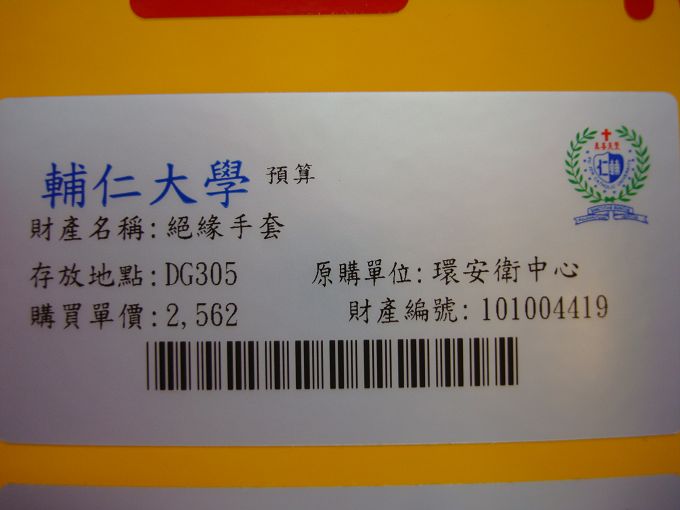 輔仁大學 預算
財產名稱:絕緣手套
存放地點:DG305 原購單位:環安衛中心
購買單價:2,562 財產編號:101004419